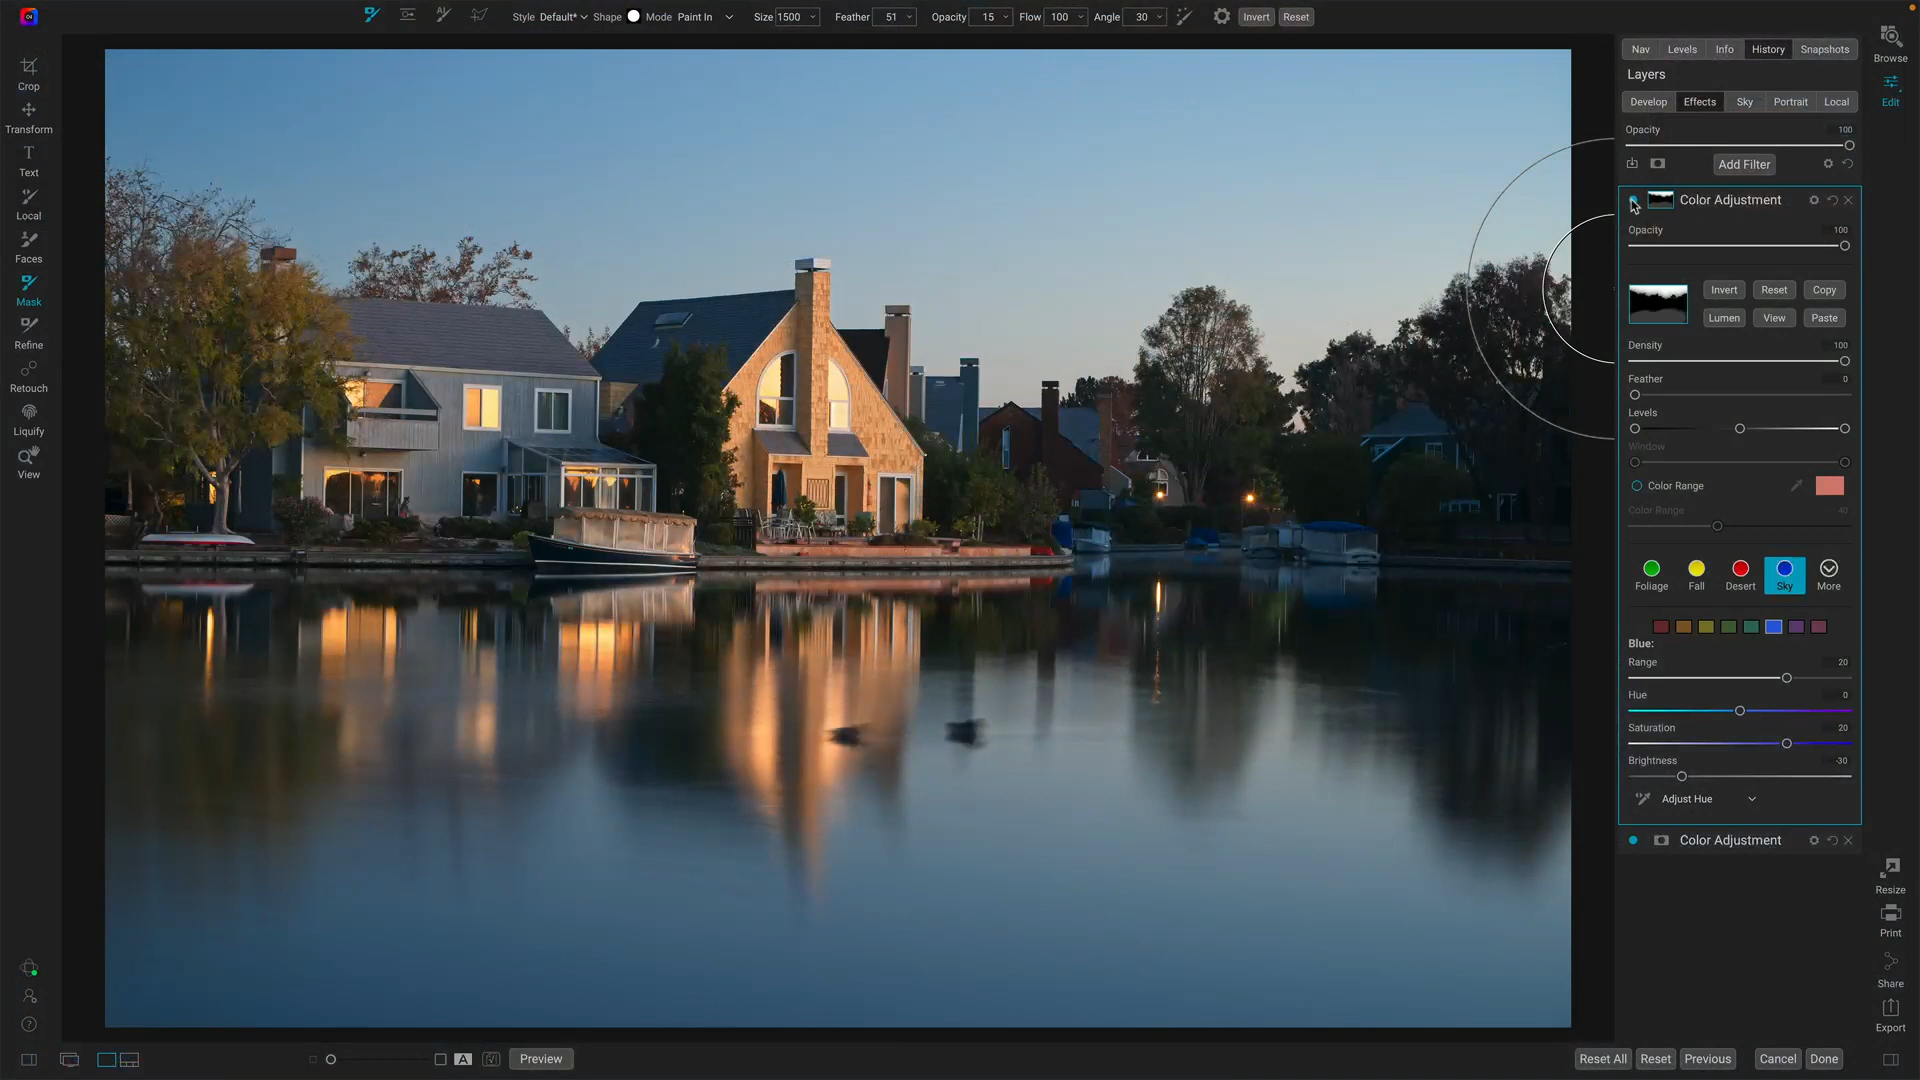 Style Default* Shape Mode Paint In Size 1500 Feather 51 Opacity 15 Flow 100 Angle 30 Invert Reset
Crop
Transform
Text
Local
Faces
Mask
Refine
Retouch
Liquify
View
Nav Levels Info History Snapshots
Layers
Develop Effects Sky Portrait Local
Opacity 100
Add Filter
Color Adjustment
Opacity 100
Invert Reset Copy
Lumen View Paste
Density 100
Feather 0
Levels
Window
Color Range
Color Range 40
Foliage Fall Desert Sky More
Blue:
Range 20
Hue 0
Saturation 20
Brightness -30
Adjust Hue
Color Adjustment
Browse
Edit
Resize
Print
Share
Export
A Preview Reset All Reset Previous Cancel Done